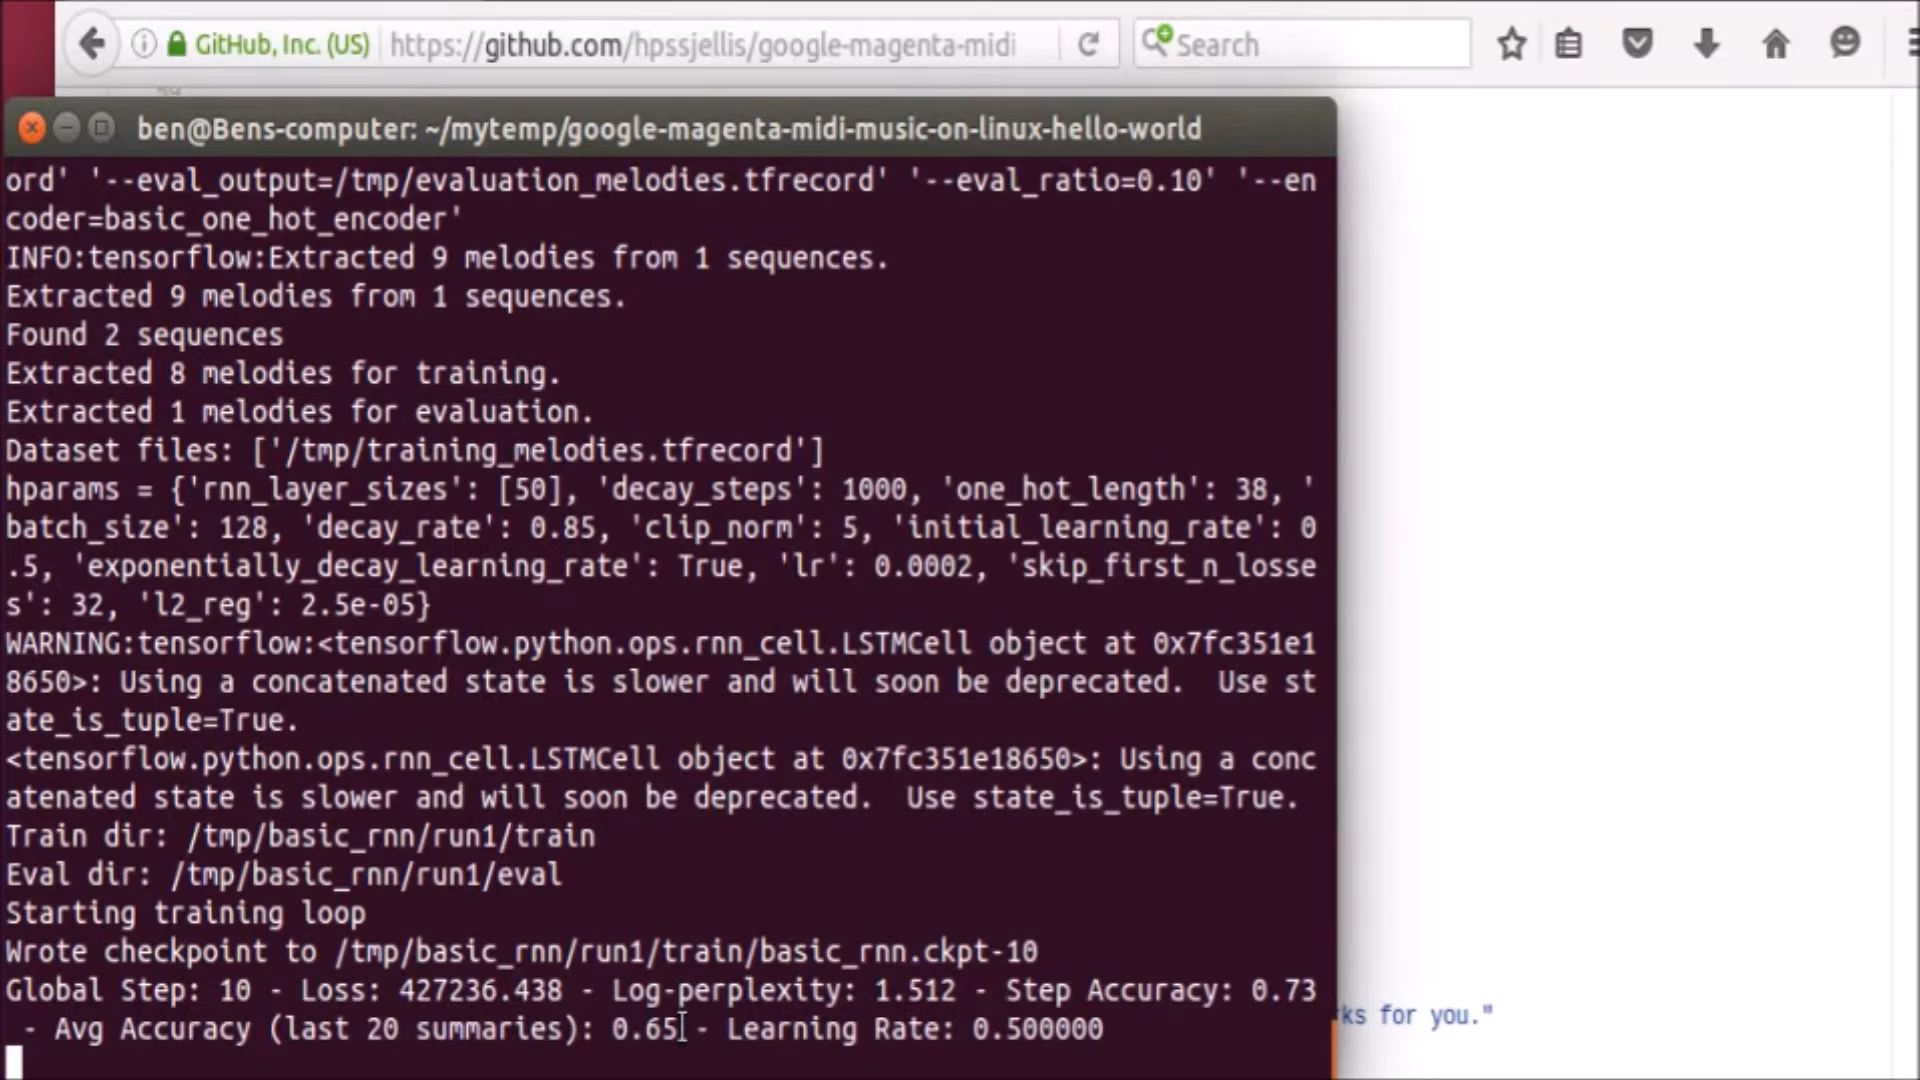 GitHub, Inc. (US) https://github.com/hpssjellis/google-magenta-midi Search
ben@Bens-computer: ~/mytemp/google-magenta-midi-music-on-linux-hello-world
ord' '--eval_output=/tmp/evaluation_melodies.tfrecord' '--eval_ratio=0.10' '--en
coder=basic_one_hot_encoder'
INFO:tensorflow:Extracted 9 melodies from 1 sequences.
Extracted 9 melodies from 1 sequences.
Found 2 sequences
Extracted 8 melodies for training.
Extracted 1 melodies for evaluation.
Dataset files: ['/tmp/training_melodies.tfrecord']
hparams = {'rnn_layer_sizes': [50], 'decay_steps': 1000, 'one_hot_length': 38, '
batch_size': 128, 'decay_rate': 0.85, 'clip_norm': 5, 'initial_learning_rate': 0
.5, 'exponentially_decay_learning_rate': True, 'lr': 0.0002, 'skip_first_n_losse
s': 32, 'l2_reg': 2.5e-05}
WARNING:tensorflow:<tensorflow.python.ops.rnn_cell.LSTMCell object at 0x7fc351e1
8650>: Using a concatenated state is slower and will soon be deprecated.  Use st
ate_is_tuple=True.
<tensorflow.python.ops.rnn_cell.LSTMCell object at 0x7fc351e18650>: Using a conc
atenated state is slower and will soon be deprecated.  Use state_is_tuple=True.
Train dir: /tmp/basic_rnn/run1/train
Eval dir: /tmp/basic_rnn/run1/eval
Starting training loop
Wrote checkpoint to /tmp/basic_rnn/run1/train/basic_rnn.ckpt-10
Global Step: 10 - Loss: 427236.438 - Log-perplexity: 1.512 - Step Accuracy: 0.73
- Avg Accuracy (last 20 summaries): 0.65 - Learning Rate: 0.500000
ks for you."